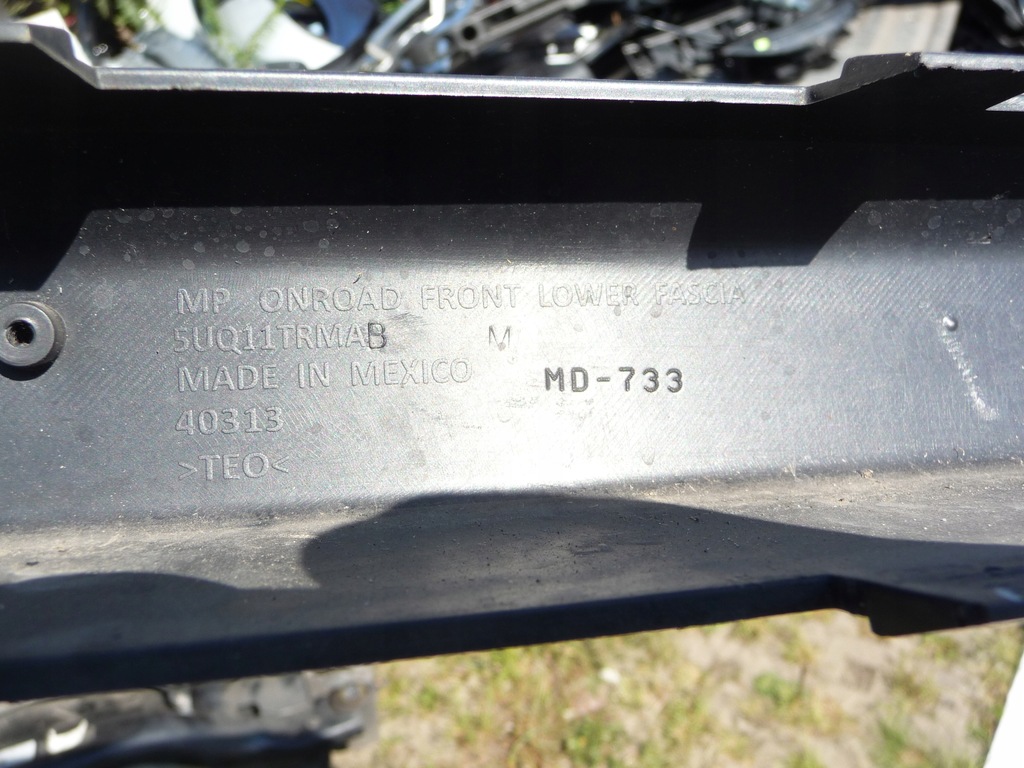 MP ONROAD FRONT LOWER FASCIA
5UQ11TRMAB M
MADE IN MEXICO MD-733
40313
>TEO<